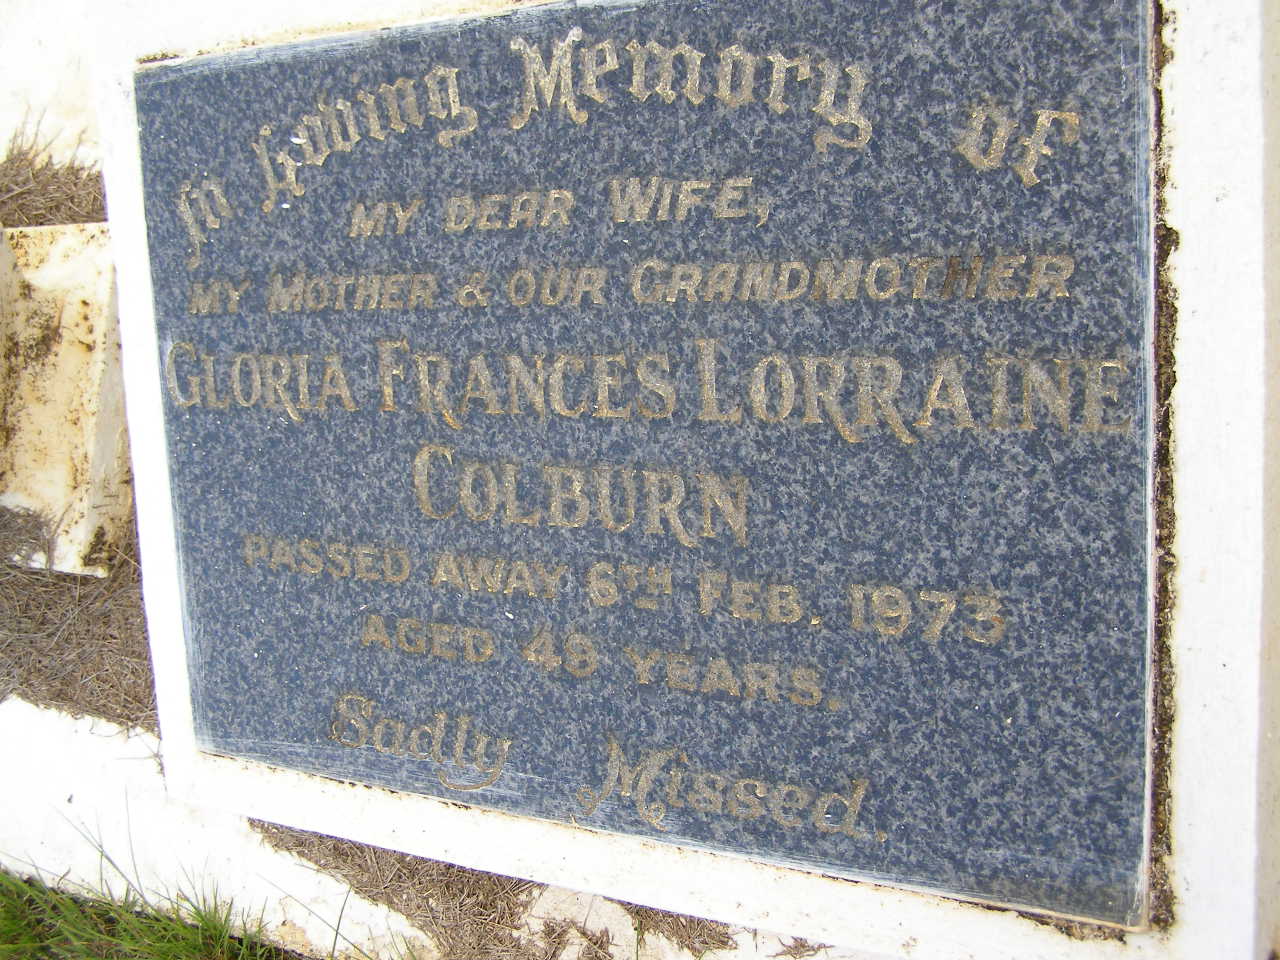 In Loving Memory of
MY DEAR WIFE,
MY MOTHER & OUR GRANDMOTHER
GLORIA FRANCES LORRAINE
COLBURN
PASSED AWAY 6TH FEB. 1973
AGED 48 YEARS.
Sadly Missed.